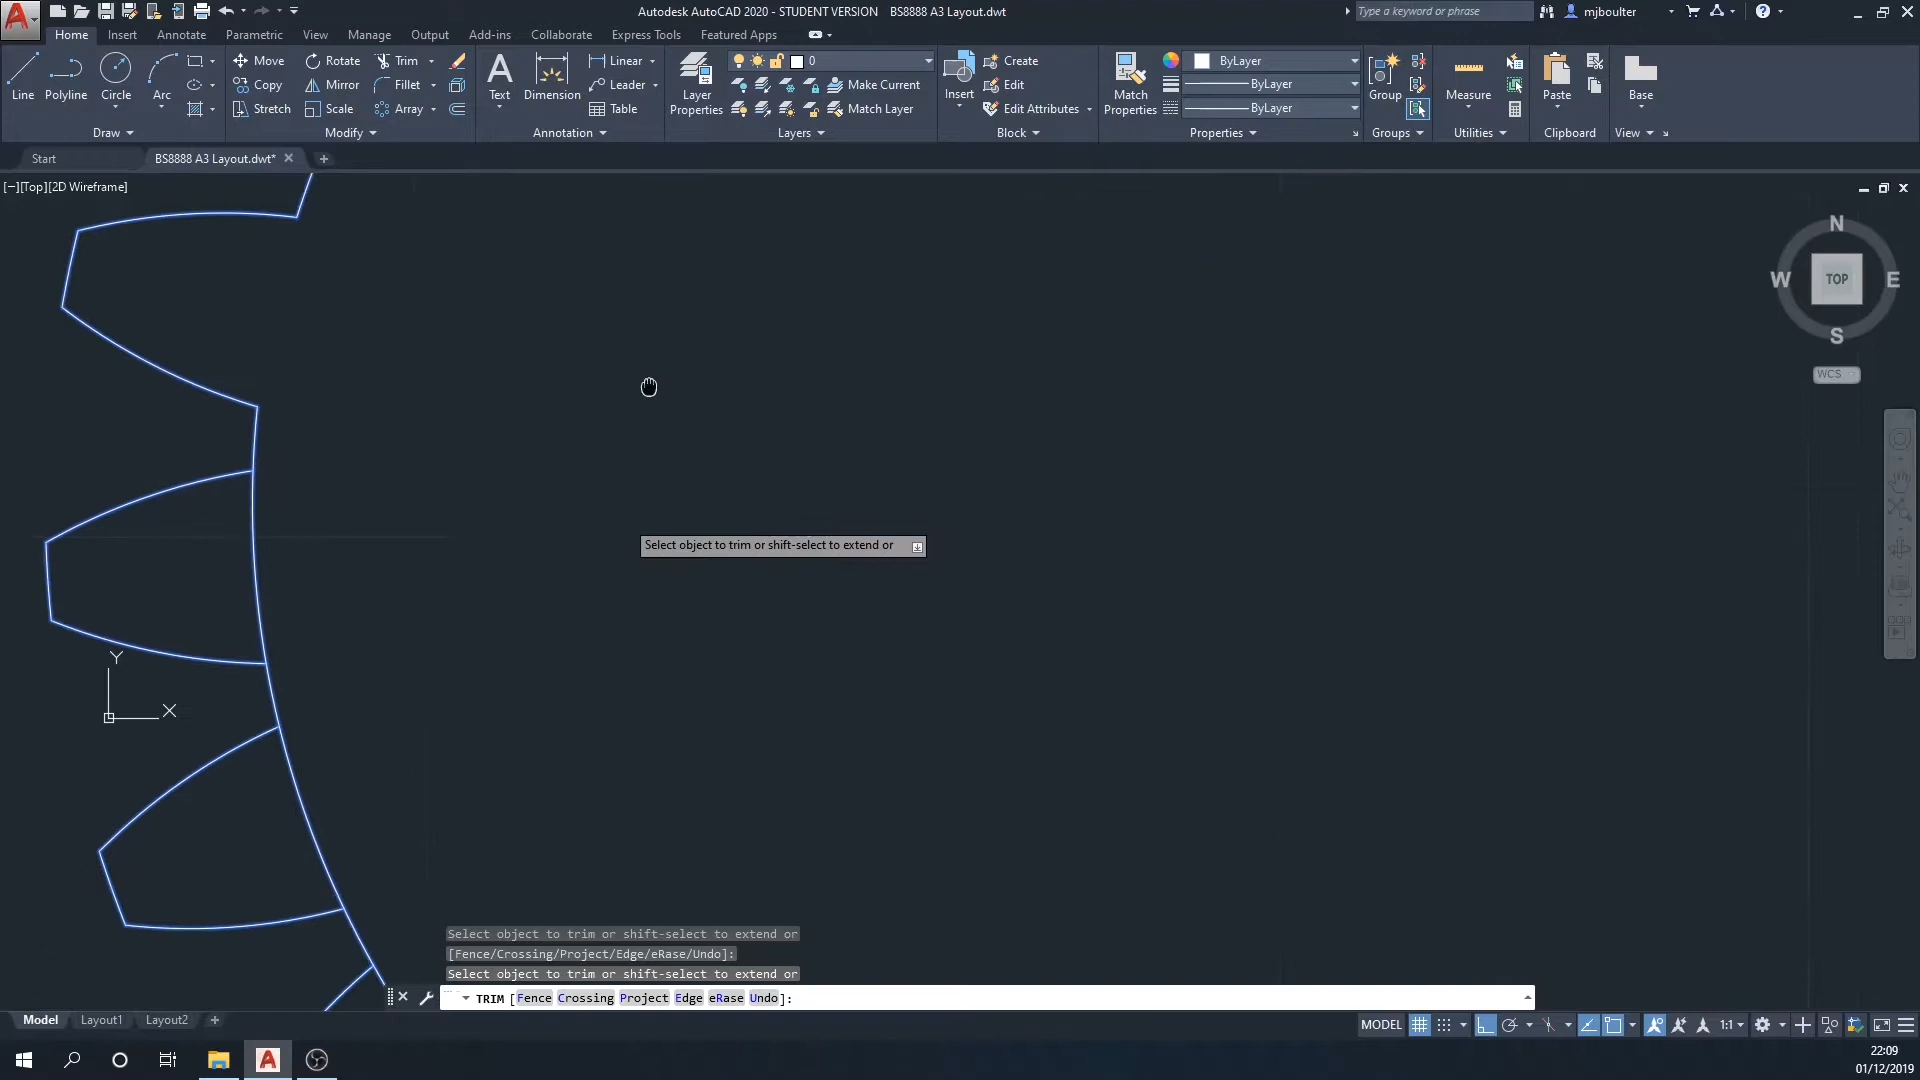 Autodesk AutoCAD 2020 - STUDENT VERSION BS8888 A3 Layout.dwt
Type a keyword or phrase
mjboulter
Home Insert Annotate Parametric View Manage Output Add-ins Collaborate Express Tools Featured Apps
Move Rotate Trim Linear 0 Create ByLayer
Line Polyline Circle Arc Copy Mirror Fillet Text Dimension Leader Layer Properties Make Current Insert Edit Match Properties ByLayer Group Measure Paste Base
Stretch Scale Array Table Match Layer Edit Attributes ByLayer
Draw Modify Annotation Layers Block Properties Groups Utilities Clipboard View
Start BS8888 A3 Layout.dwt*
[−][Top][2D Wireframe]
N
W TOP E
S
WCS
Select object to trim or shift-select to extend or
Y
X
Select object to trim or shift-select to extend or
[Fence/Crossing/Project/Edge/eRase/Undo]:
Select object to trim or shift-select to extend or
TRIM [Fence Crossing Project Edge eRase Undo]:
Model Layout1 Layout2
MODEL 1:1
22:09
01/12/2019